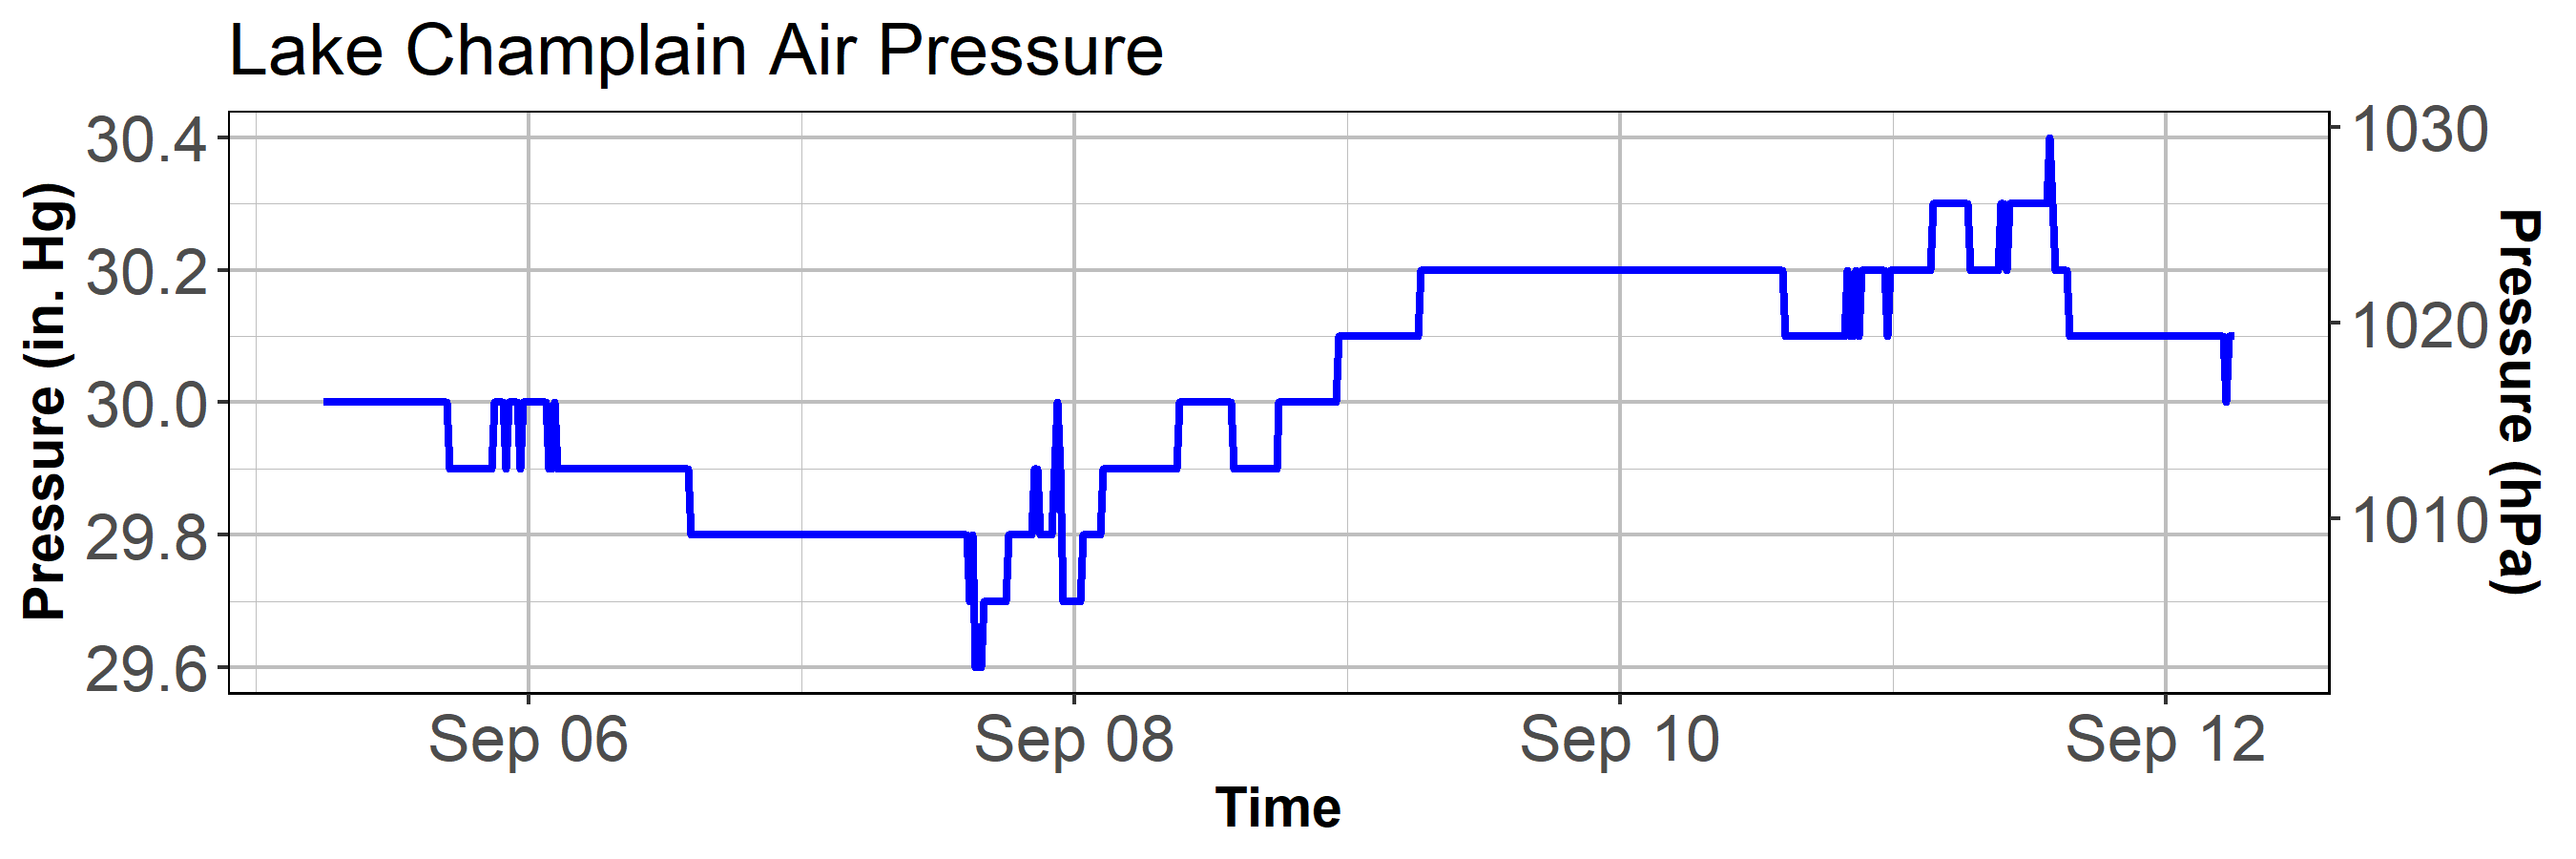 Lake Champlain Air Pressure
Pressure (in. Hg)
30.4
30.2
30.0
29.8
29.6
1030
1020
1010
Pressure (hPa)
Sep 06
Sep 08
Sep 10
Sep 12
Time